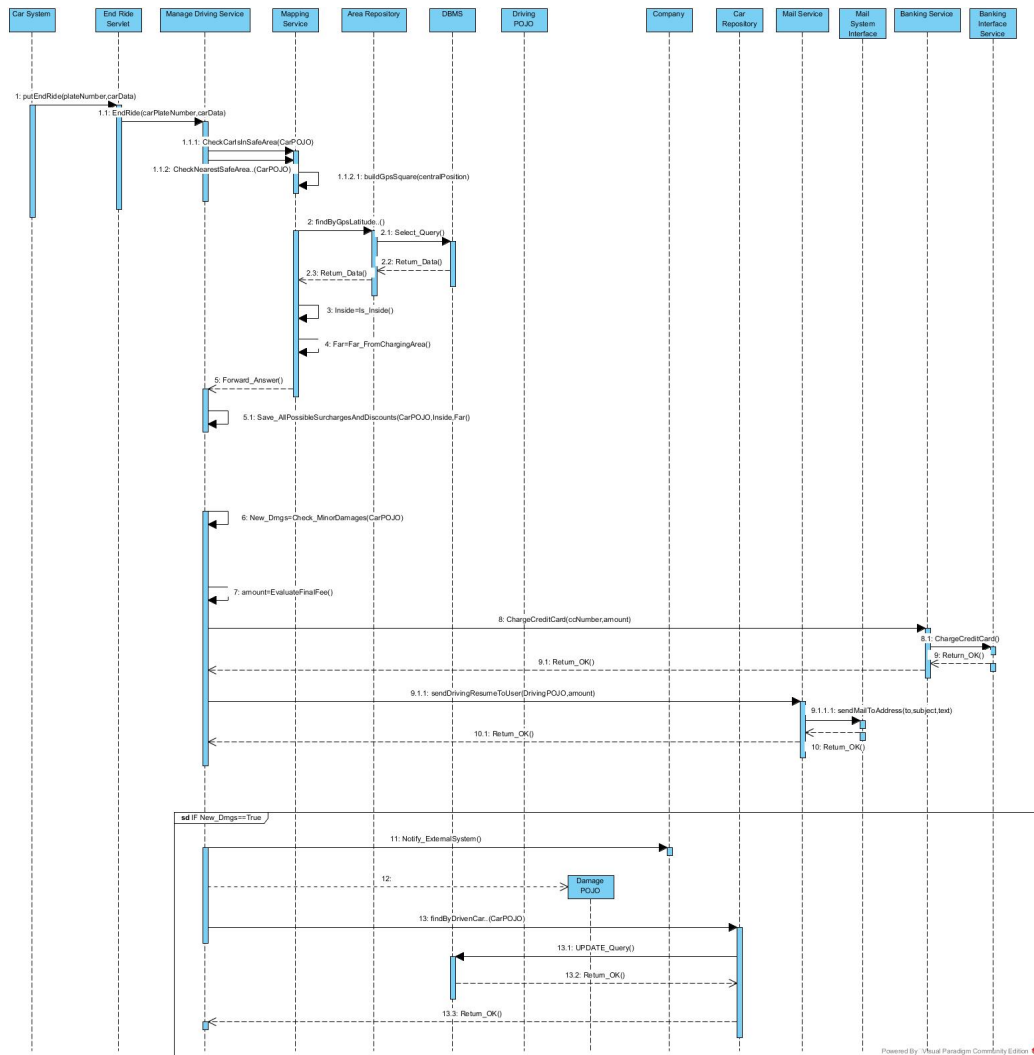 Car System
End Ride
Servlet
Manage Driving Service
Mapping
Service
Area Repository
DBMS
Driving
POJO
Company
Car
Repository
Mail Service
Mail
System
Interface
Banking Service
Banking
Interface
Service
1: putEndRide(plateNumber,carData)
1.1: EndRide(carPlateNumber,carData)
1.1.1: CheckCarIsInSafeArea(CarPOJO)
1.1.2: CheckNearestSafeArea..(CarPOJO)
1.1.2.1: buildGpsSquare(centralPosition)
2: findByGpsLatitude..()
2.1: Select_Query()
2.2: Return_Data()
2.3: Return_Data()
3: Inside=Is_Inside()
4: Far=Far_FromChargingArea()
5: Forward_Answer()
5.1: Save_AllPossibleSurchargesAndDiscounts(CarPOJO,Inside,Far()
6: New_Dmgs=Check_MinorDamages(CarPOJO)
7: amount=EvaluateFinalFee()
8: ChargeCreditCard(ccNumber,amount)
8.1: ChargeCreditCard()
9: Return_OK()
9.1: Return_OK()
9.1.1: sendDrivingResumeToUser(DrivingPOJO,amount)
9.1.1.1: sendMailToAddress(to,subject,text)
10.1: Return_OK()
10: Return_OK()
sd IF New_Dmgs==True
11: Notify_ExternalSystem()
12:
Damage
POJO
13: findByDrivenCar..(CarPOJO)
13.1: UPDATE_Query()
13.2: Return_OK()
13.3: Return_OK()
Powered By Visual Paradigm Community Edition